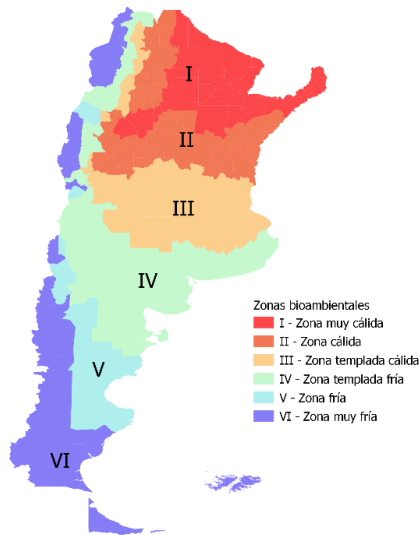 I
II
III
IV
V
VI
Zonas bioambientales
I - Zona muy cálida
II - Zona cálida
III - Zona templada cálida
IV - Zona templada fría
V - Zona fría
VI - Zona muy fría